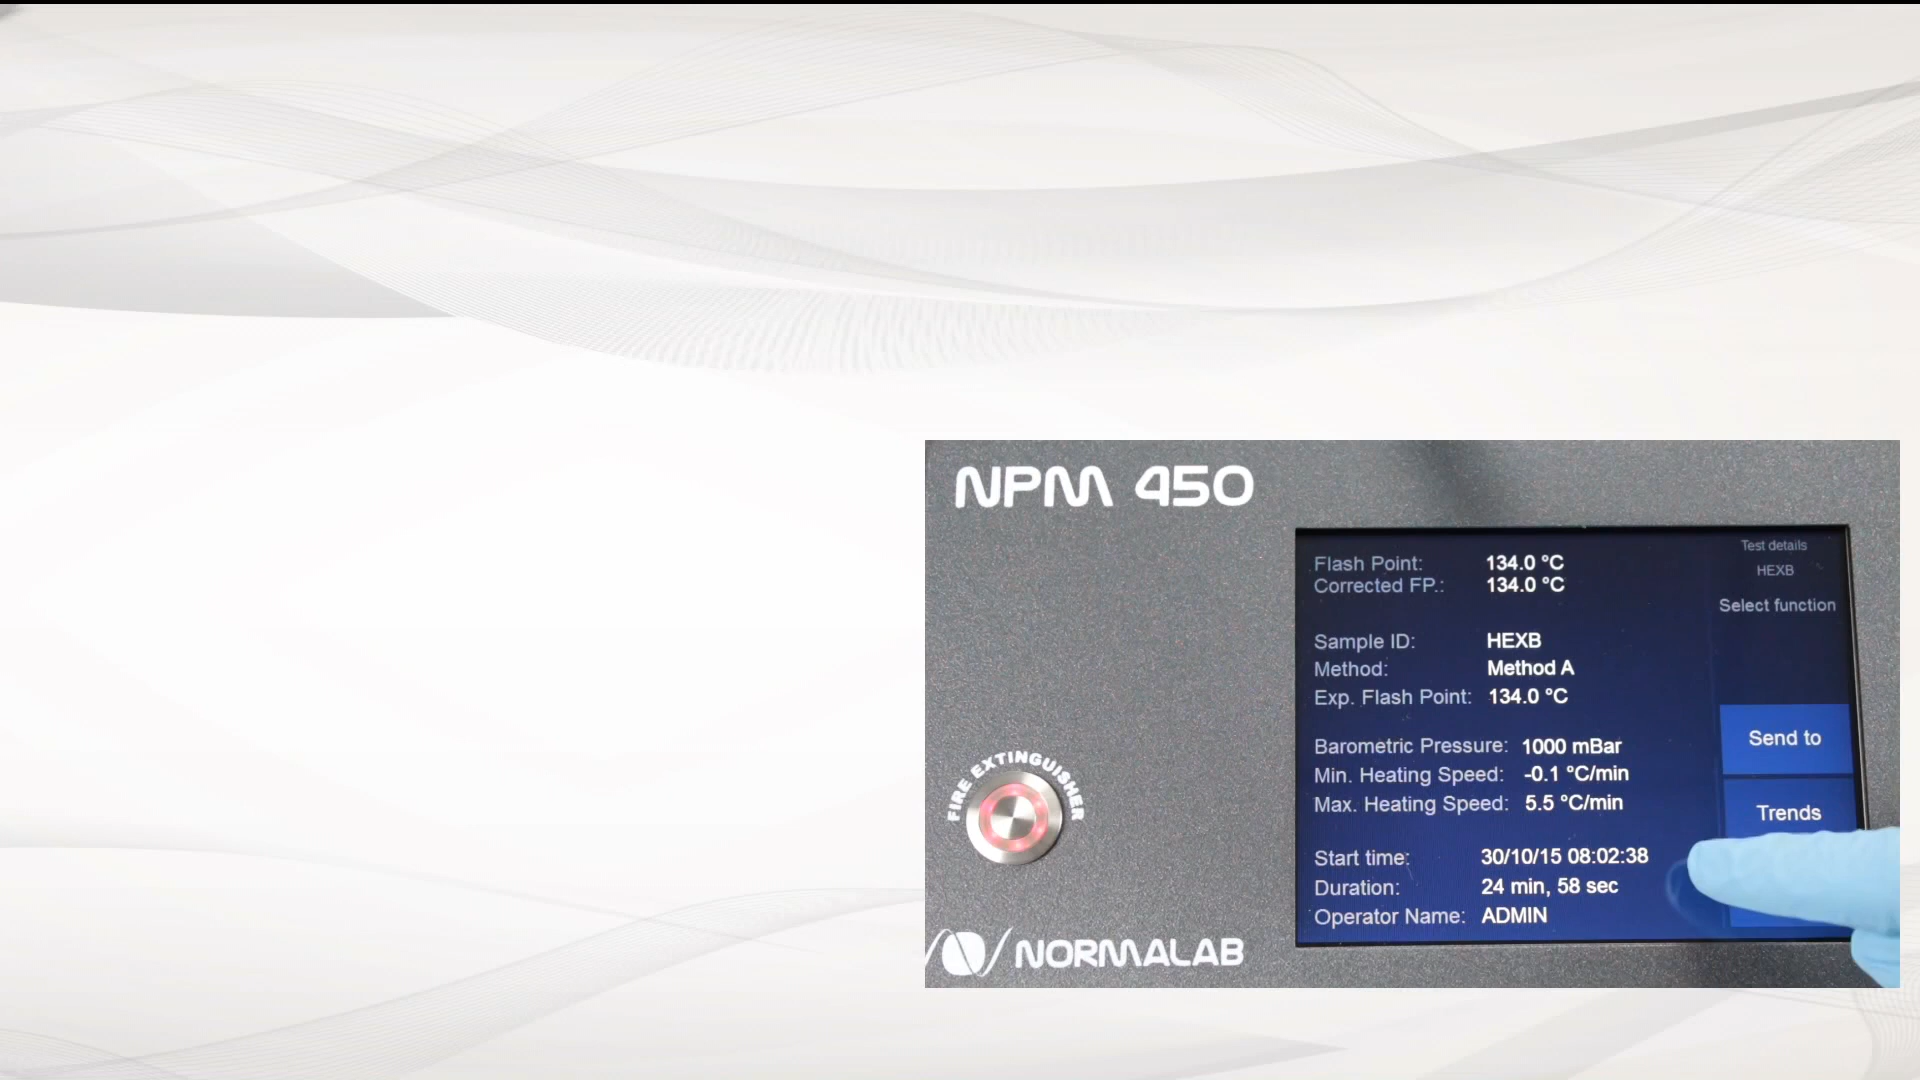 NPM 450
FIRE EXTINGUISHER
NORMALAB
Flash Point: 134.0 °C
Corrected FP.: 134.0 °C
Sample ID: HEXB
Method: Method A
Exp. Flash Point: 134.0 °C
Barometric Pressure: 1000 mBar
Min. Heating Speed: -0.1 °C/min
Max. Heating Speed: 5.5 °C/min
Start time: 30/10/15 08:02:38
Duration: 24 min, 58 sec
Operator Name: ADMIN
Test details
HEXB
Select function
Send to
Trends